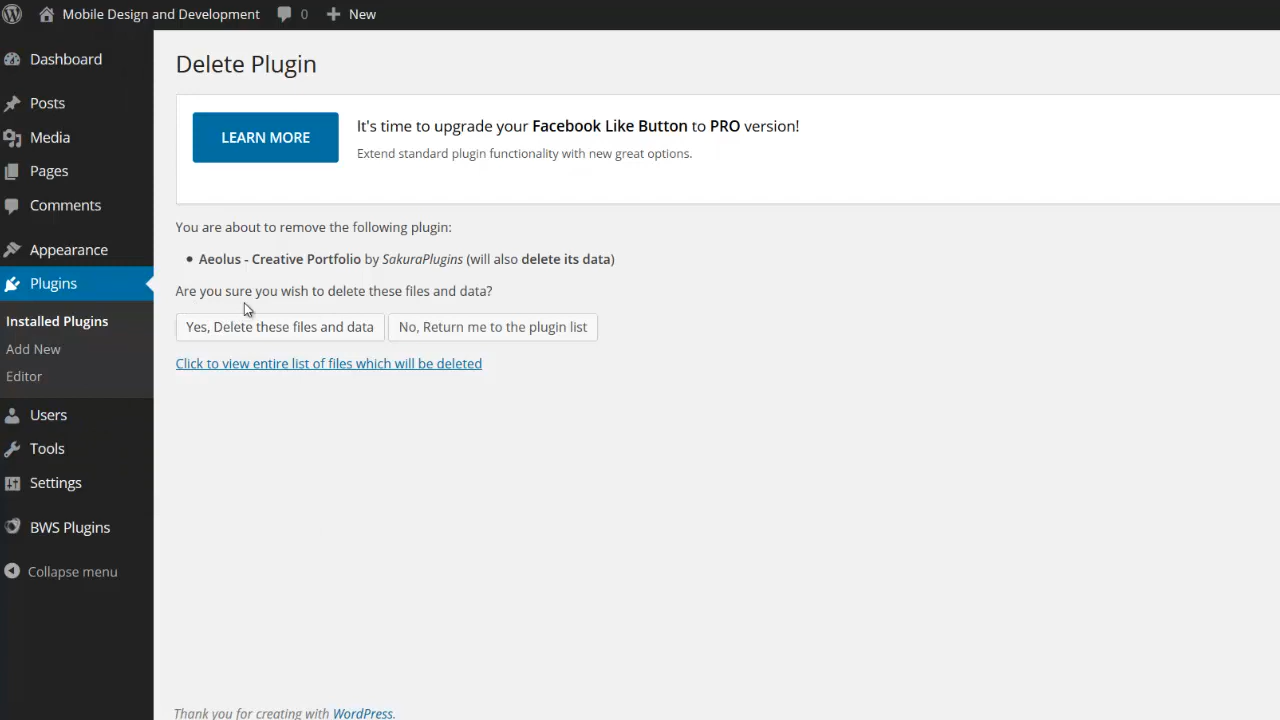 Mobile Design and Development 0 New
Dashboard
Posts
Media
Pages
Comments
Appearance
Plugins
Installed Plugins
Add New
Editor
Users
Tools
Settings
BWS Plugins
Collapse menu
Delete Plugin
LEARN MORE
It's time to upgrade your Facebook Like Button to PRO version!
Extend standard plugin functionality with new great options.
You are about to remove the following plugin:
Aeolus - Creative Portfolio by SakuraPlugins (will also delete its data)
Are you sure you wish to delete these files and data?
Yes, Delete these files and data No, Return me to the plugin list
Click to view entire list of files which will be deleted
Thank you for creating with WordPress.